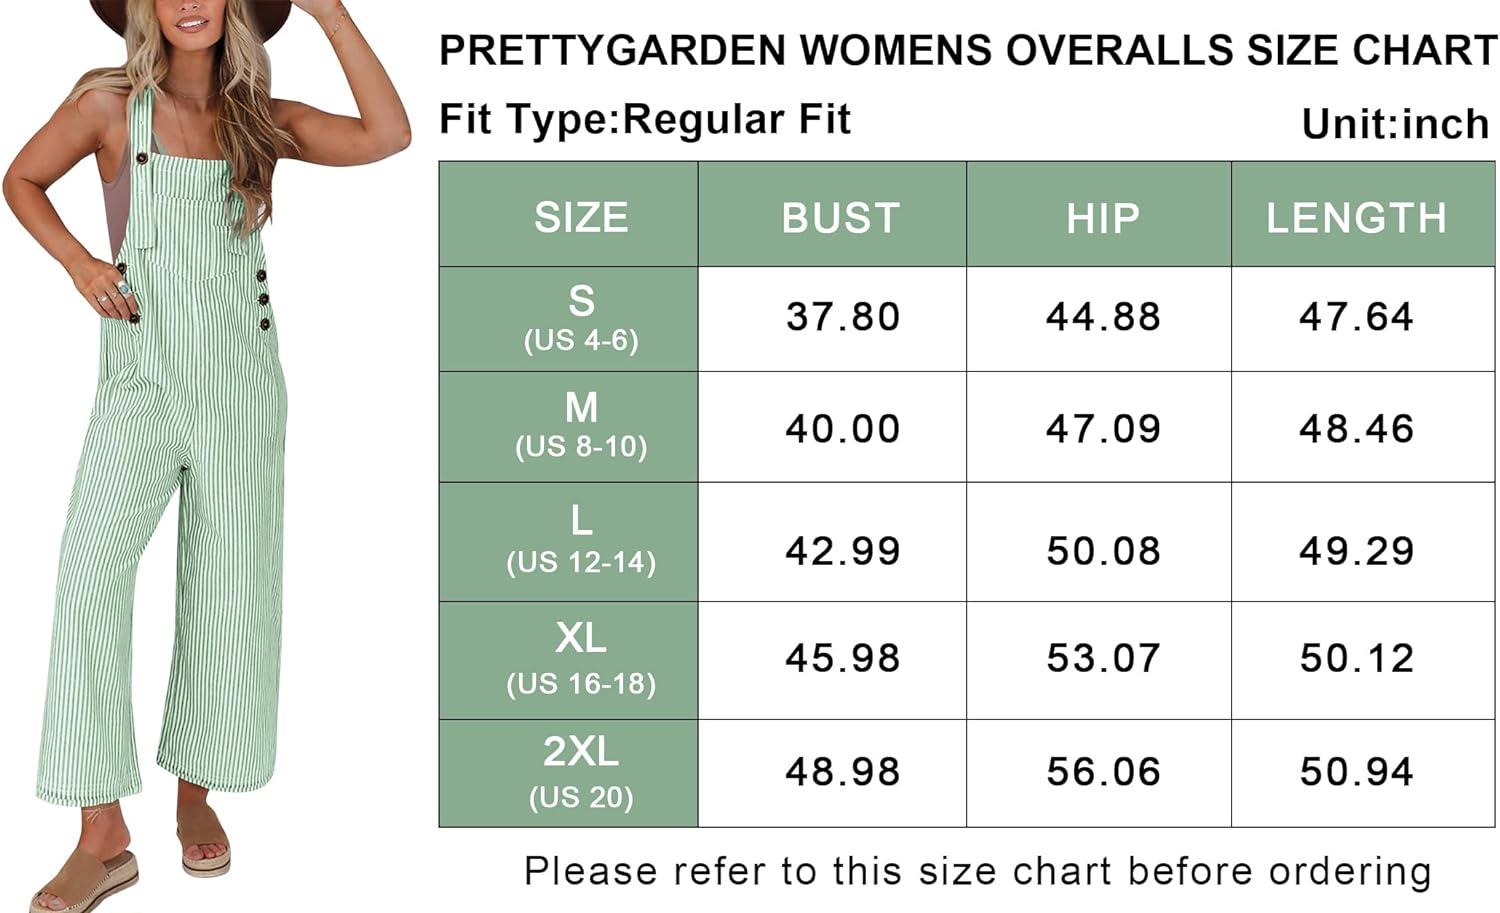 PRETTYGARDEN WOMENS OVERALLS SIZE CHART
Fit Type:Regular Fit Unit:inch
SIZE BUST HIP LENGTH
S
(US 4-6) 37.80 44.88 47.64
M
(US 8-10) 40.00 47.09 48.46
L
(US 12-14) 42.99 50.08 49.29
XL
(US 16-18) 45.98 53.07 50.12
2XL
(US 20) 48.98 56.06 50.94
Please refer to this size chart before ordering